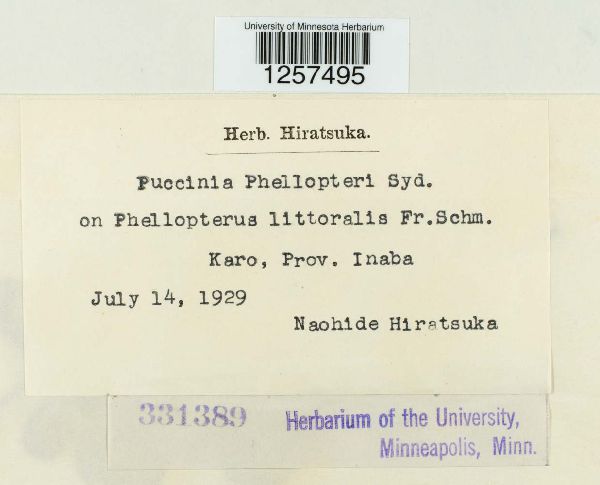 University of Minnesota Herbarium
1257495
Herb. Hiratsuka.
Puccinia Phellopteri Syd.
on Phellopterus littoralis Fr.Schm.
Karo, Prov. Inaba
July 14, 1929
Naohide Hiratsuka
331389 Herbarium of the University,
Minneapolis, Minn.